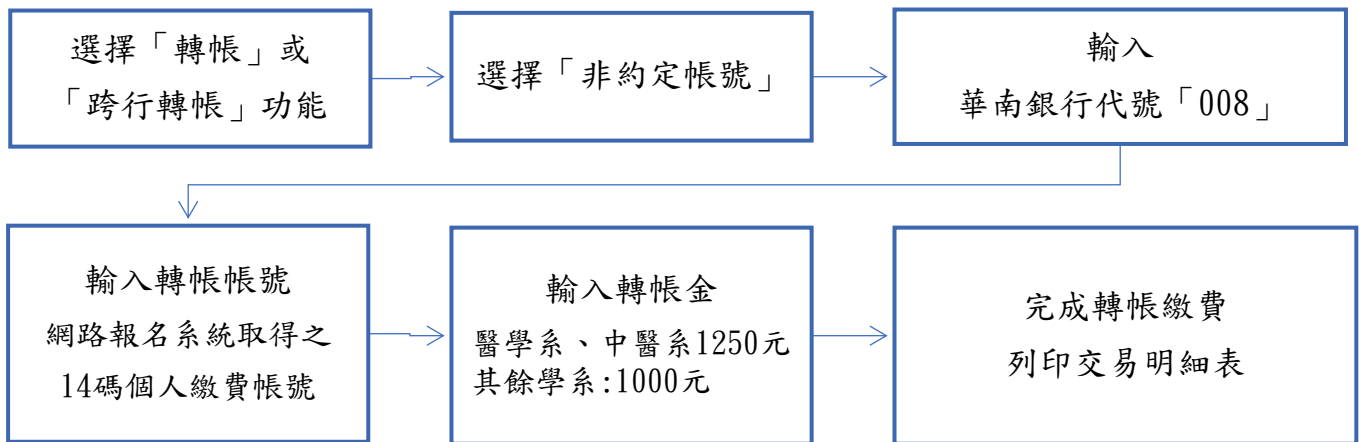 選擇「轉帳」或
「跨行轉帳」功能
選擇「非約定帳號」
輸入
華南銀行代號「008」
輸入轉帳帳號
網路報名系統取得之
14碼個人繳費帳號
輸入轉帳金
醫學系、中醫系1250元
其餘學系:1000元
完成轉帳繳費
列印交易明細表